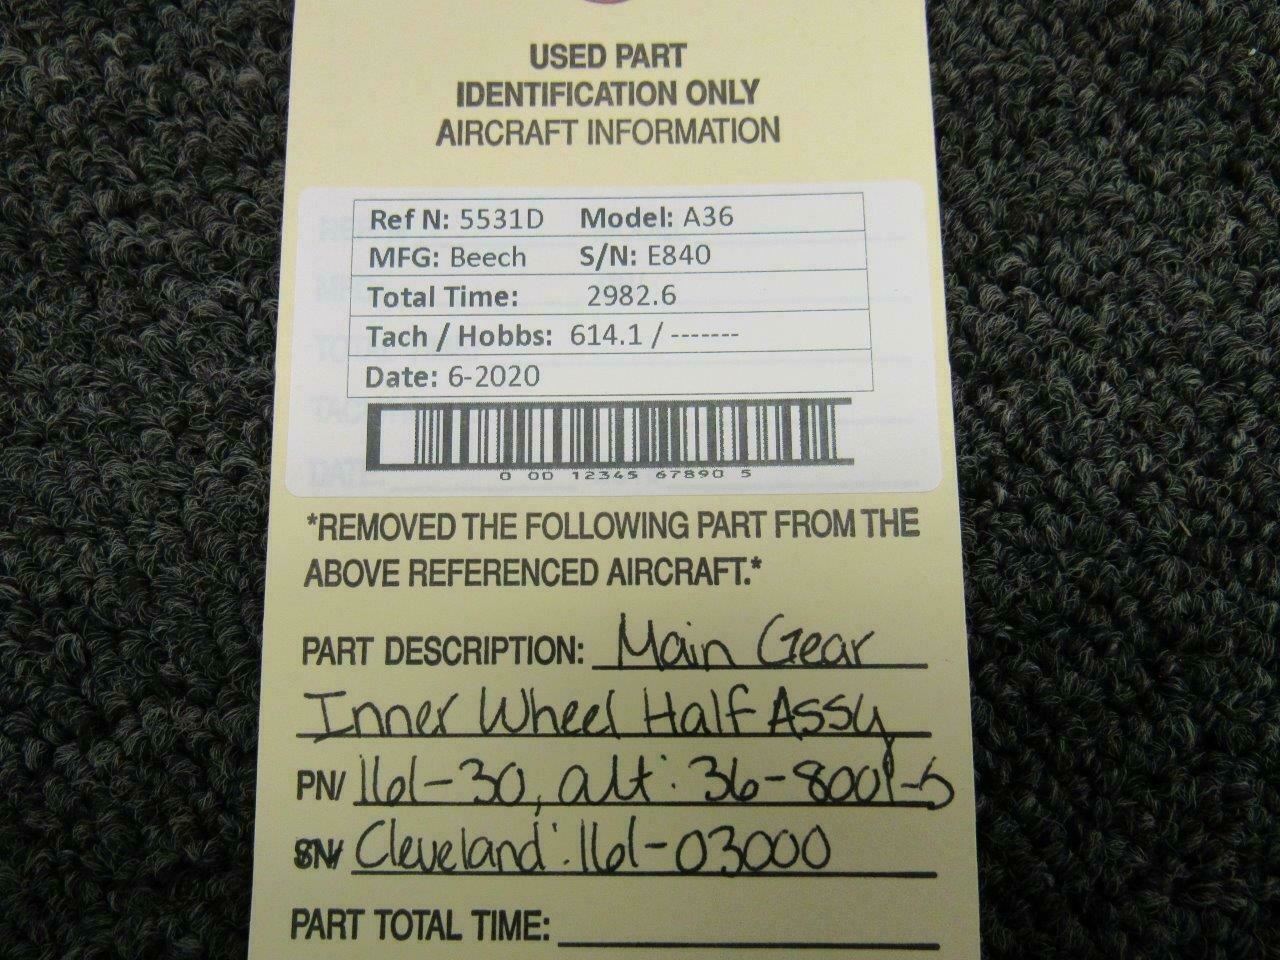 USED PART
IDENTIFICATION ONLY
AIRCRAFT INFORMATION
Ref N: 5531D Model: A36
MFG: Beech S/N: E840
Total Time: 2982.6
Tach / Hobbs: 614.1 / -------
Date: 6-2020
0 00 12345 67890 5
*REMOVED THE FOLLOWING PART FROM THE
ABOVE REFERENCED AIRCRAFT.*
PART DESCRIPTION: Main Gear
Inner Wheel Half Assy
PN/ 161-30, alt: 36-8001-5
Cleveland: 161-03000
PART TOTAL TIME: